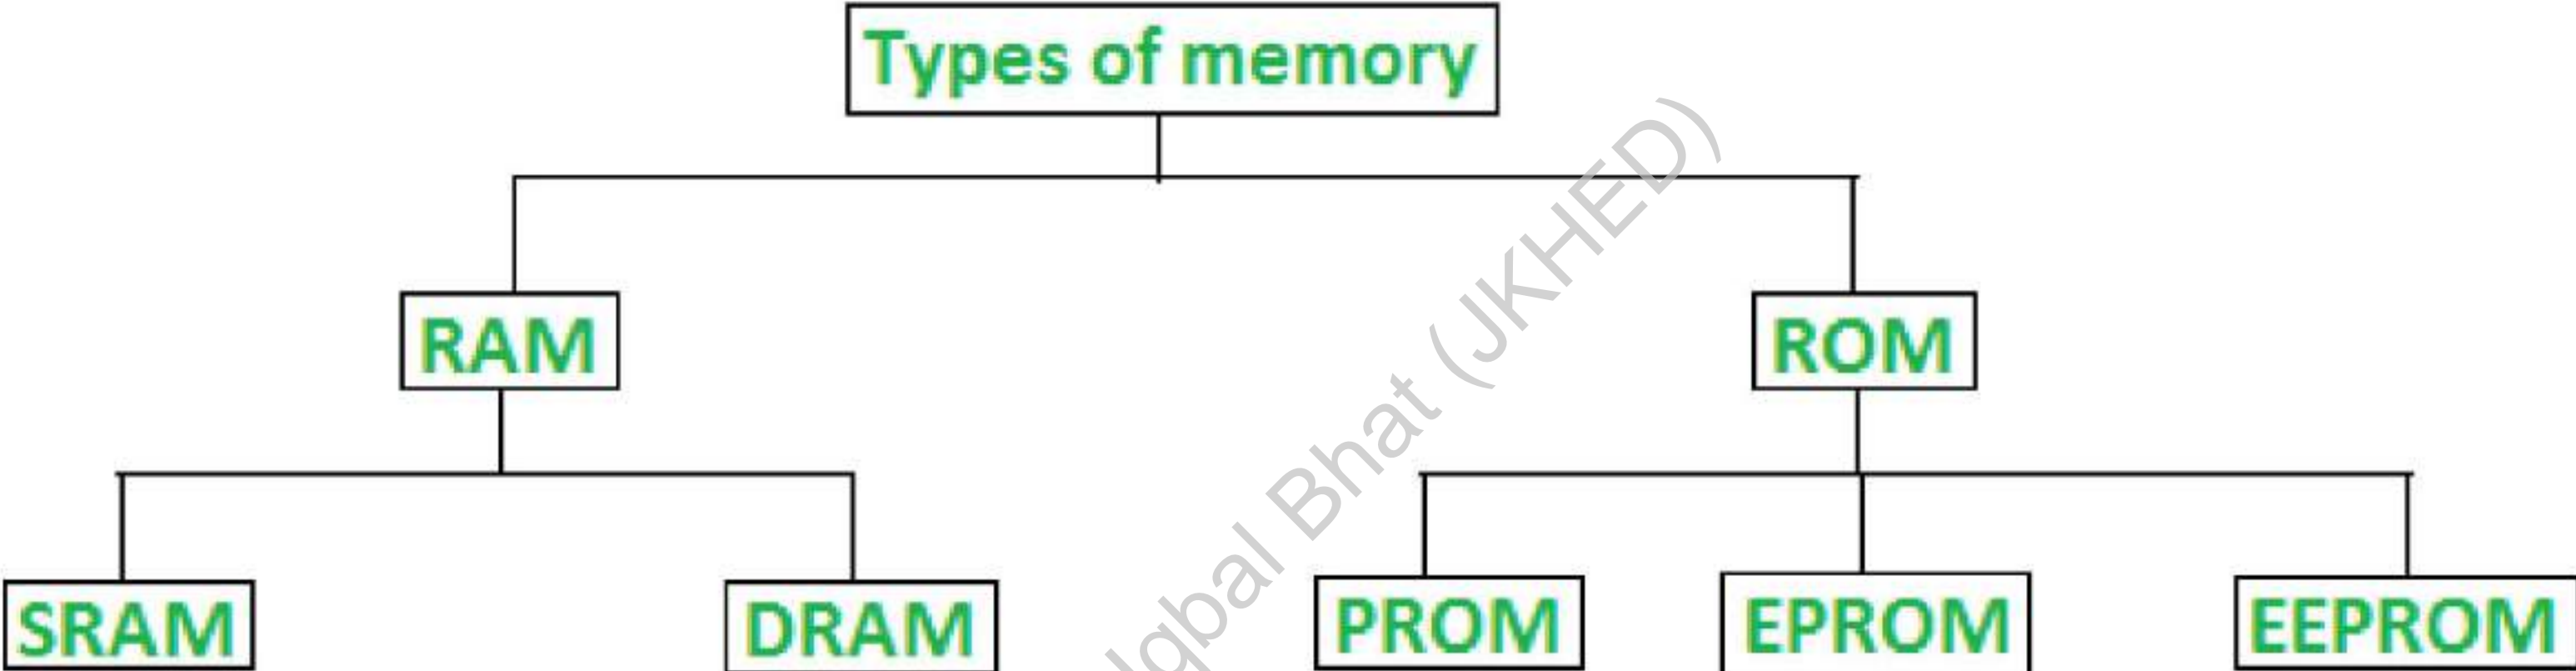 Types of memory
RAM
ROM
SRAM
DRAM
PROM
EPROM
EEPROM
Iqbal Bhat (JKHED)